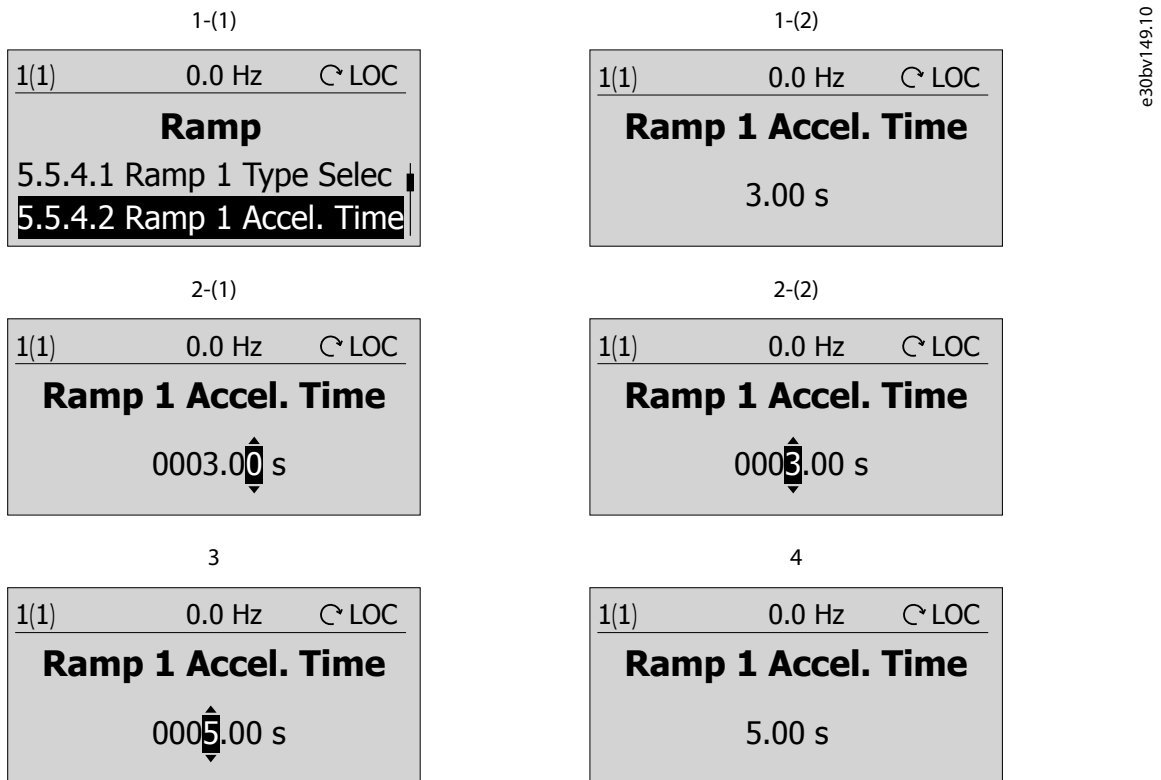 1-(1)
1(1) 0.0 Hz LOC
Ramp
5.5.4.1 Ramp 1 Type Selec
5.5.4.2 Ramp 1 Accel. Time
1-(2)
1(1) 0.0 Hz LOC
Ramp 1 Accel. Time
3.00 s
2-(1)
1(1) 0.0 Hz LOC
Ramp 1 Accel. Time
0003.00 s
2-(2)
1(1) 0.0 Hz LOC
Ramp 1 Accel. Time
0003.00 s
3
1(1) 0.0 Hz LOC
Ramp 1 Accel. Time
0005.00 s
4
1(1) 0.0 Hz LOC
Ramp 1 Accel. Time
5.00 s
e30bv149.10